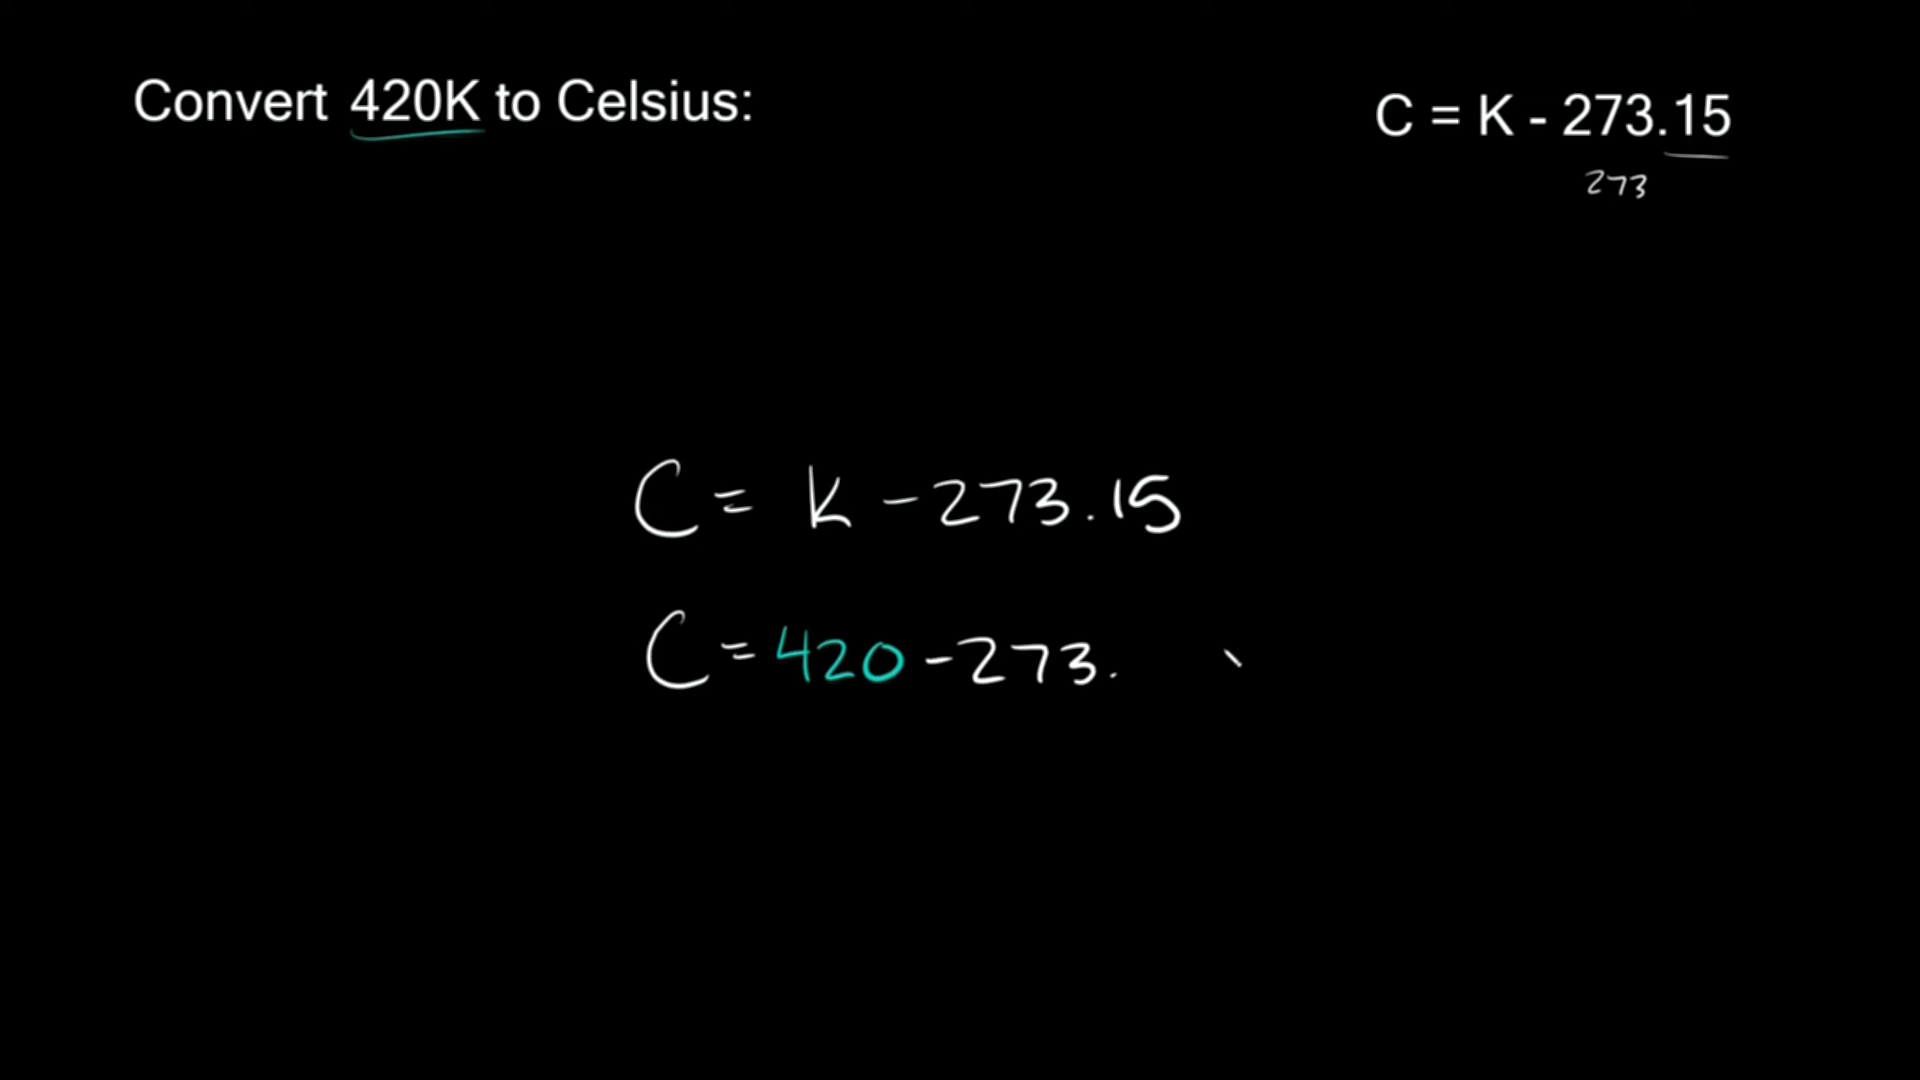 Convert 420K to Celsius:
C = K - 273.15
273
C = K - 273.15
C = 420 - 273.